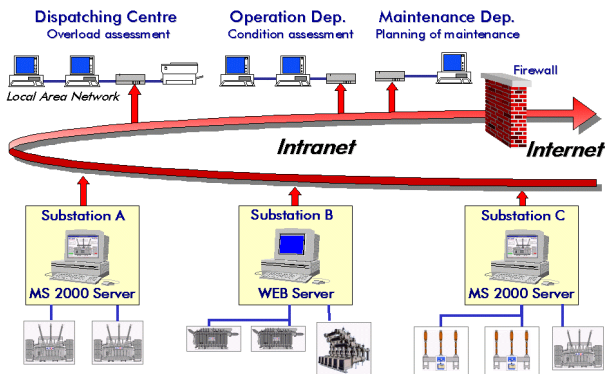 Dispatching Centre
Overload assessment
Operation Dep.
Condition assessment
Maintenance Dep.
Planning of maintenance
Firewall
Local Area Network
Intranet
Internet
Substation A
MS 2000 Server
Substation B
WEB Server
Substation C
MS 2000 Server